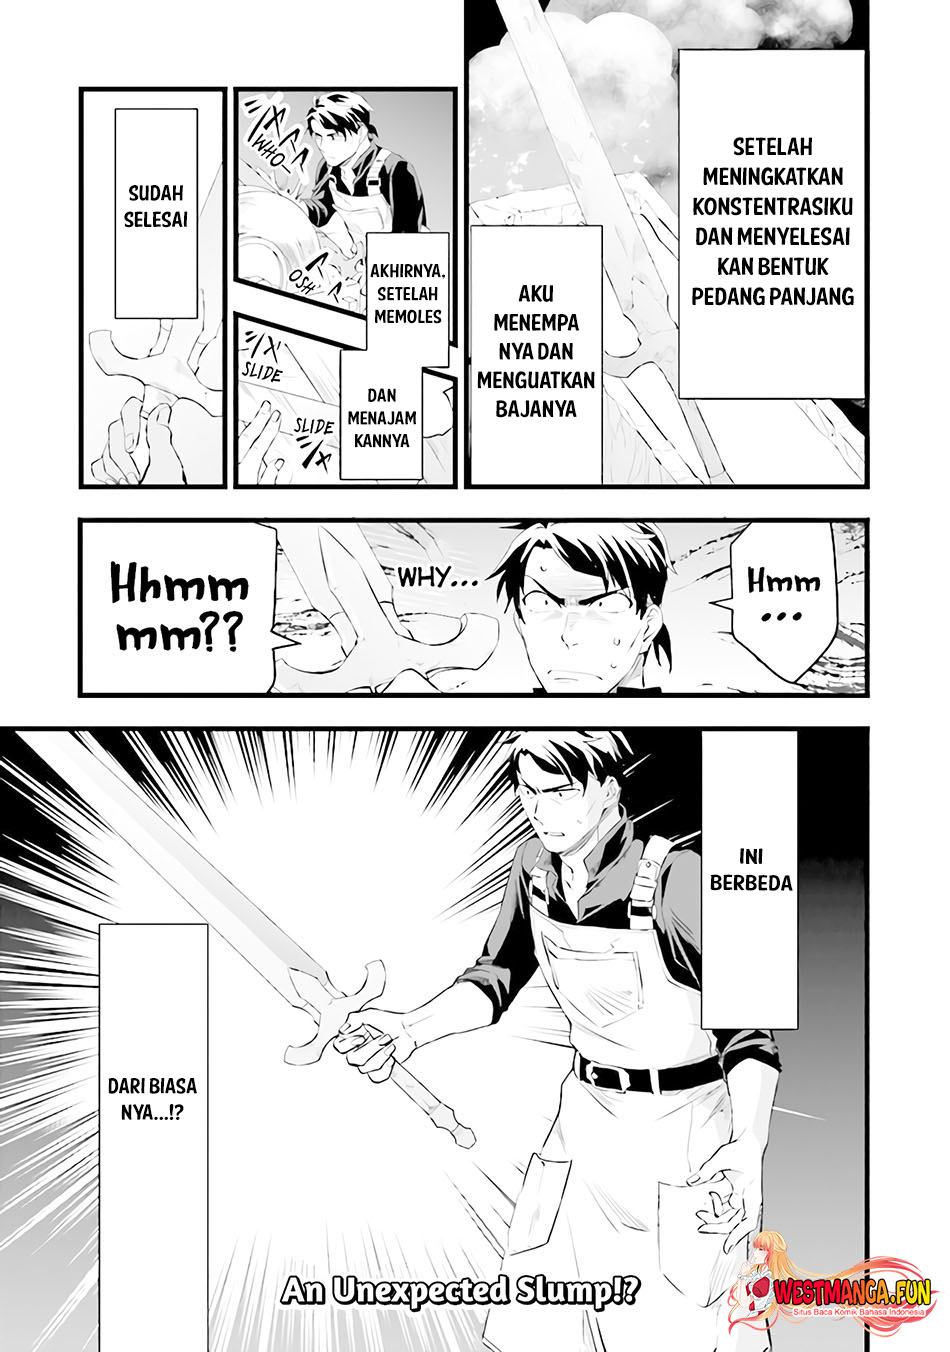 SETELAH
MENINGKATKAN
KONSTENTRASIKU
DAN MENYELESAI
KAN BENTUK
PEDANG PANJANG
AKU
MENEMPA
NYA DAN
MENGUATKAN
BAJANYA
WHO-
OSH
AKHIRNYA,
SETELAH
MEMOLES
SLIDE
SLIDE
DAN
MENAJAM
KANNYA
SUDAH
SELESAI
Hmm
...
WHY...
Hhmm
mm??
INI
BERBEDA
DARI BIASA
NYA...!?
An Unexpected Slump!?
WESTMANGA.FUN
Situs Baca Komik Bahasa Indonesia